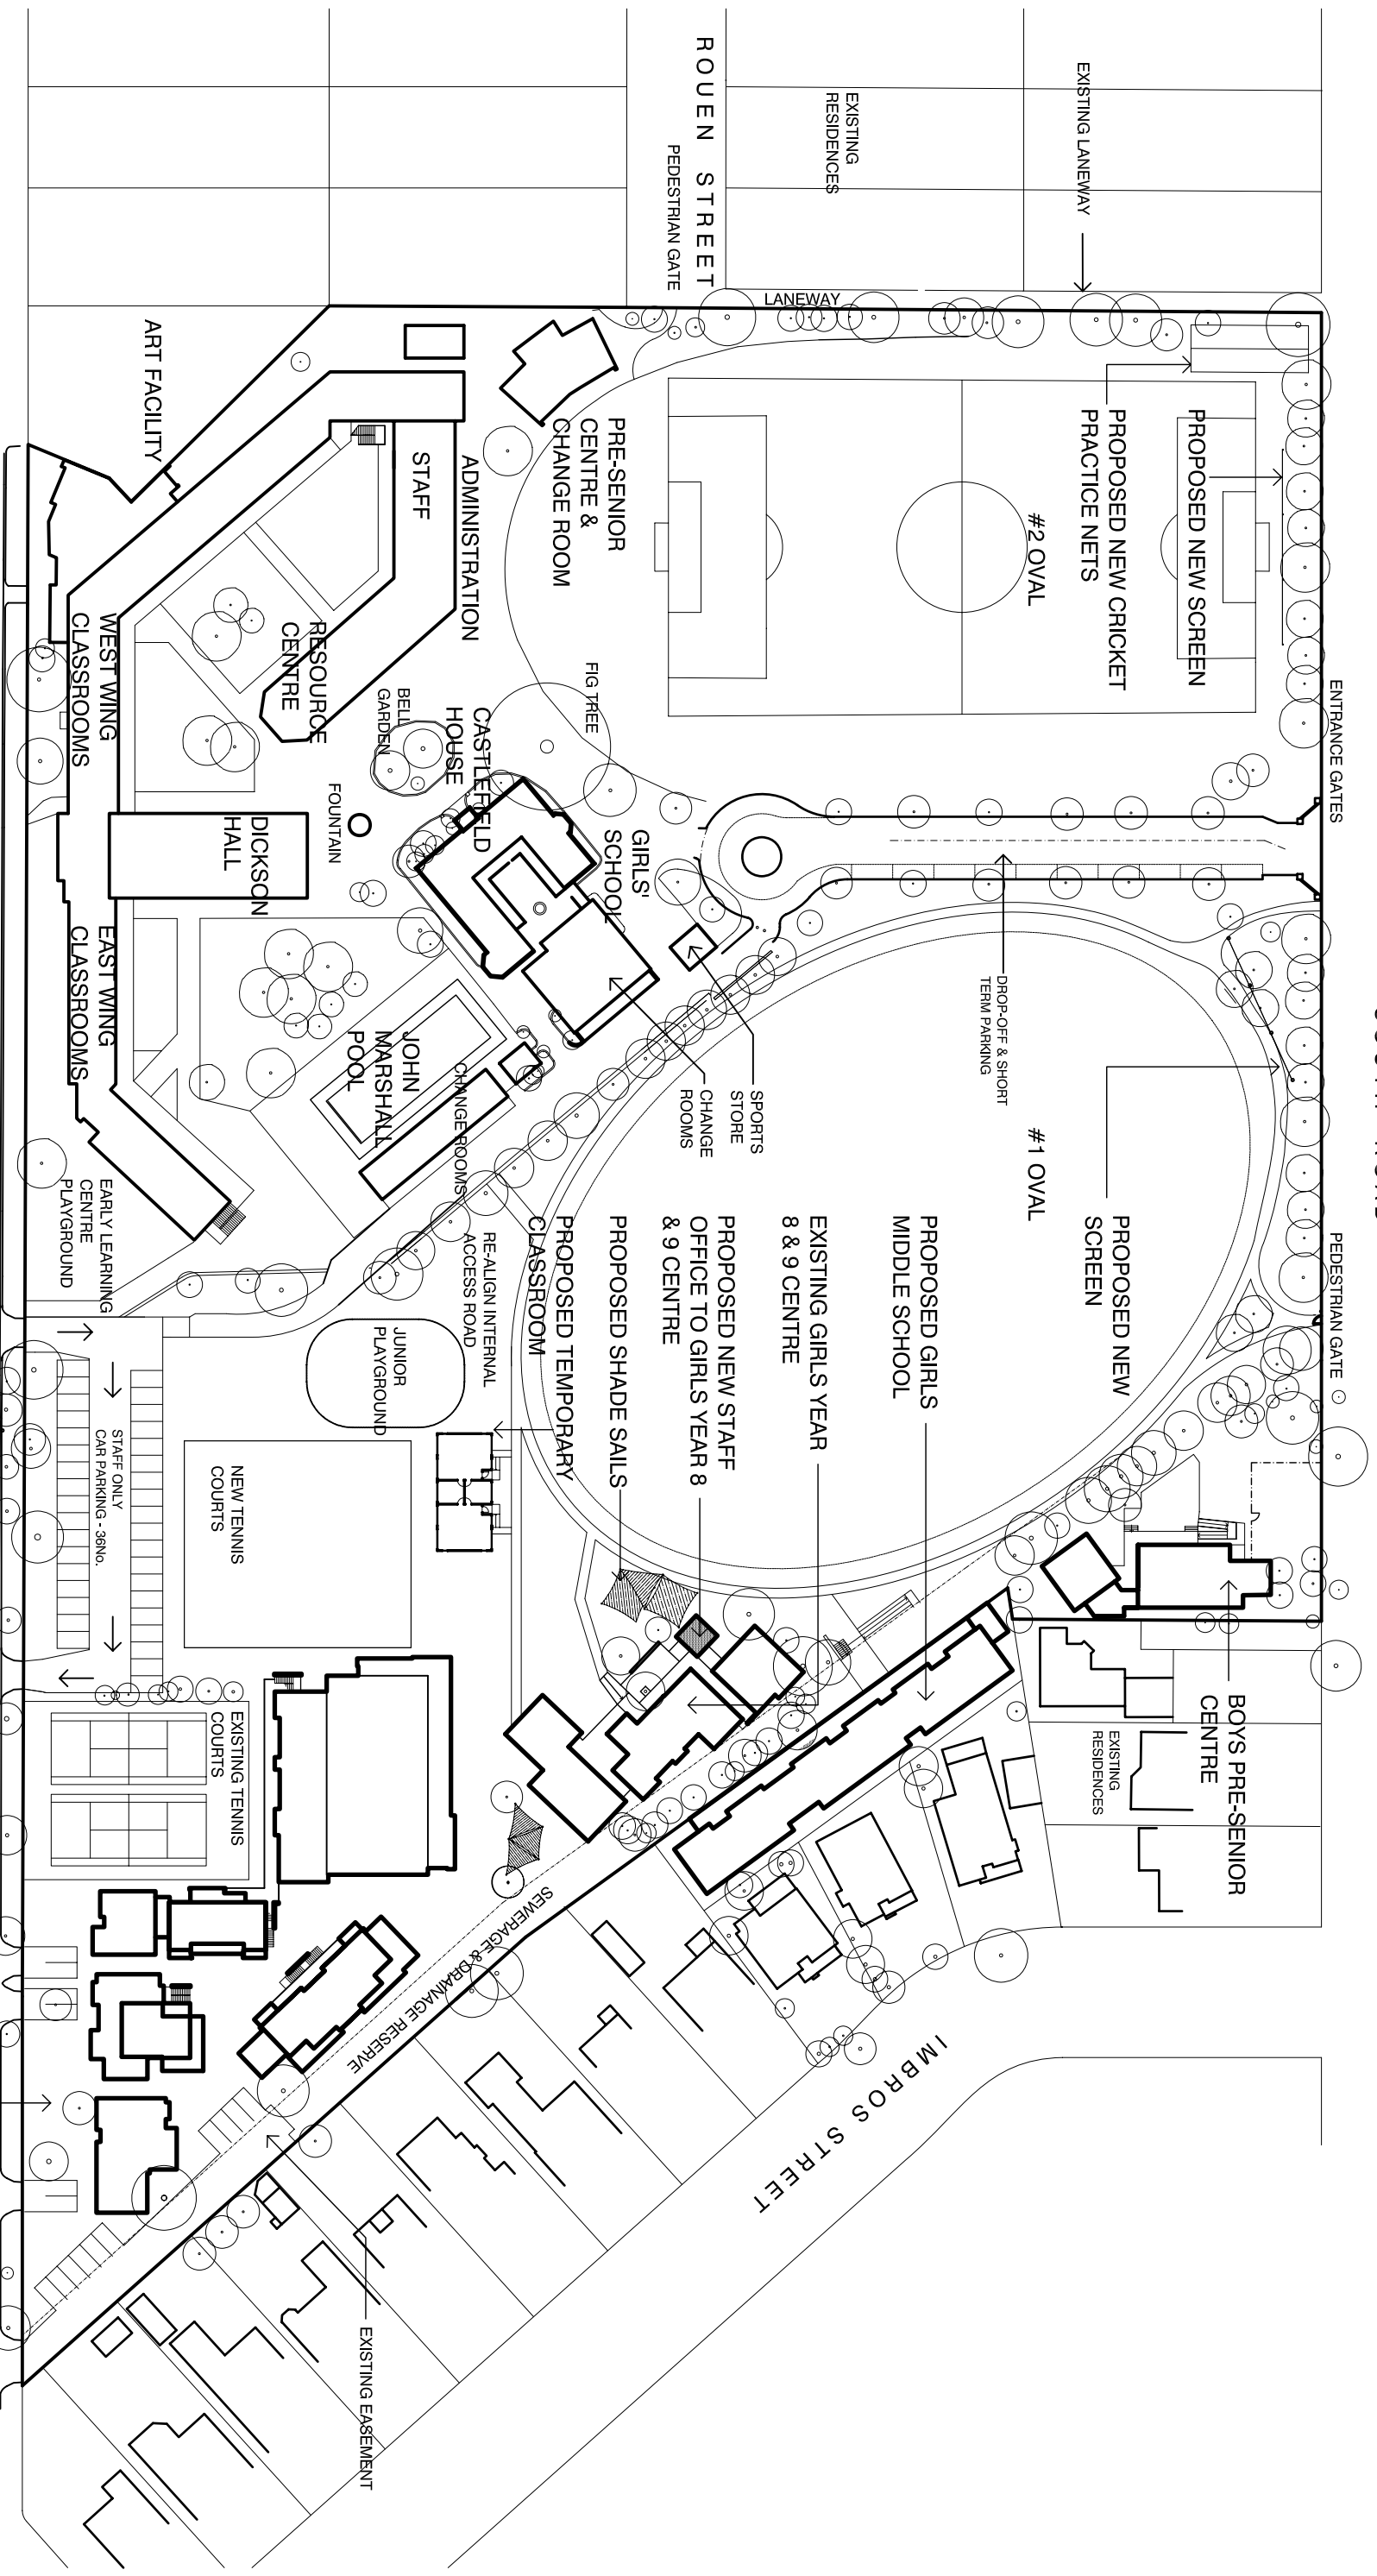 ROUEN STREET
PEDESTRIAN GATE
EXISTING
RESIDENCES
EXISTING LANEWAY
LANEWAY
ART FACILITY
STAFF
ADMINISTRATION
PRE-SENIOR
CENTRE &
CHANGE ROOM
#2 OVAL
PROPOSED NEW CRICKET
PRACTICE NETS
PROPOSED NEW SCREEN
ENTRANCE GATES
WEST WING
CLASSROOMS
RESOURCE
CENTRE
BELL
GARDEN
CASTLEFIELD
HOUSE
FIG TREE
FOUNTAIN
DICKSON
HALL
GIRLS'
SCHOOL
EAST WING
CLASSROOMS
JOHN
MARSHALL
POOL
CHANGE ROOMS
SPORTS
STORE
CHANGE
ROOMS
DROP-OFF & SHORT
TERM PARKING
#1 OVAL
PROPOSED NEW
SCREEN
PEDESTRIAN GATE
EARLY LEARNING
CENTRE
PLAYGROUND
RE-ALIGN INTERNAL
ACCESS ROAD
PROPOSED TEMPORARY
CLASSROOM
PROPOSED SHADE SAILS
PROPOSED NEW STAFF
OFFICE TO GIRLS YEAR 8
& 9 CENTRE
EXISTING GIRLS YEAR
8 & 9 CENTRE
PROPOSED GIRLS
MIDDLE SCHOOL
JUNIOR
PLAYGROUND
STAFF ONLY
CAR PARKING - 36No.
NEW TENNIS
COURTS
EXISTING TENNIS
COURTS
BOYS PRE-SENIOR
CENTRE
EXISTING
RESIDENCES
SEWERAGE & DRAINAGE RESERVE
IMBROS STREET
EXISTING EASEMENT